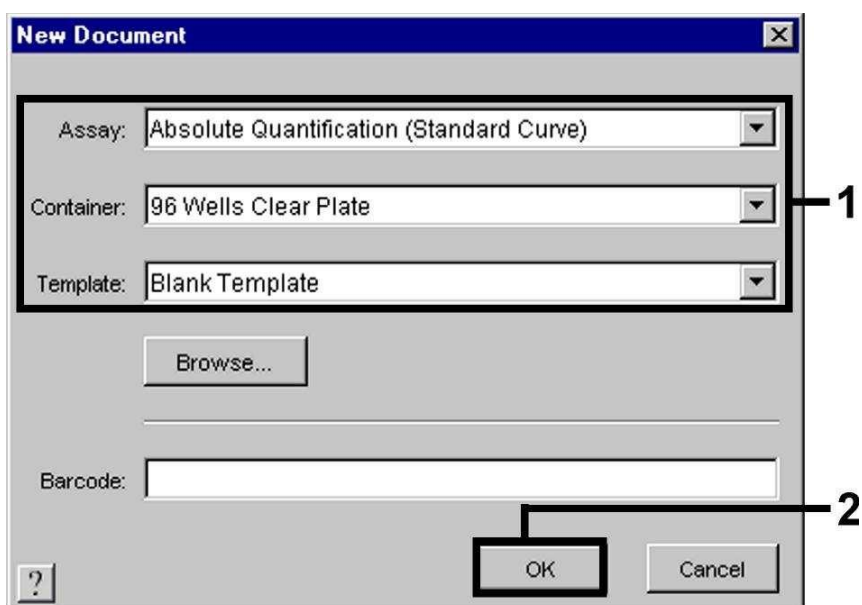 New Document
Assay: Absolute Quantification (Standard Curve)
Container: 96 Wells Clear Plate
Template: Blank Template
1
Browse...
Barcode:
2
OK Cancel
?